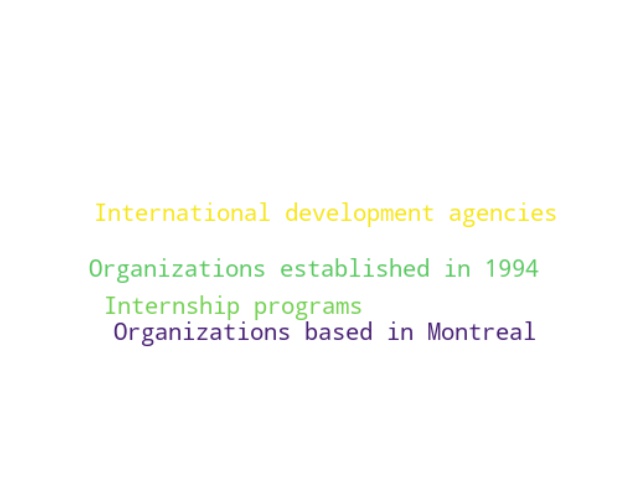 International development agencies
Organizations established in 1994
Internship programs
Organizations based in Montreal